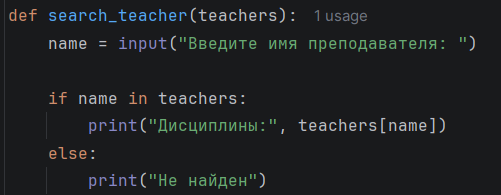 def search_teacher(teachers): 1 usage
    name = input("Введите имя преподавателя: ")

    if name in teachers:
        print("Дисциплины:", teachers[name])
    else:
        print("Не найден")